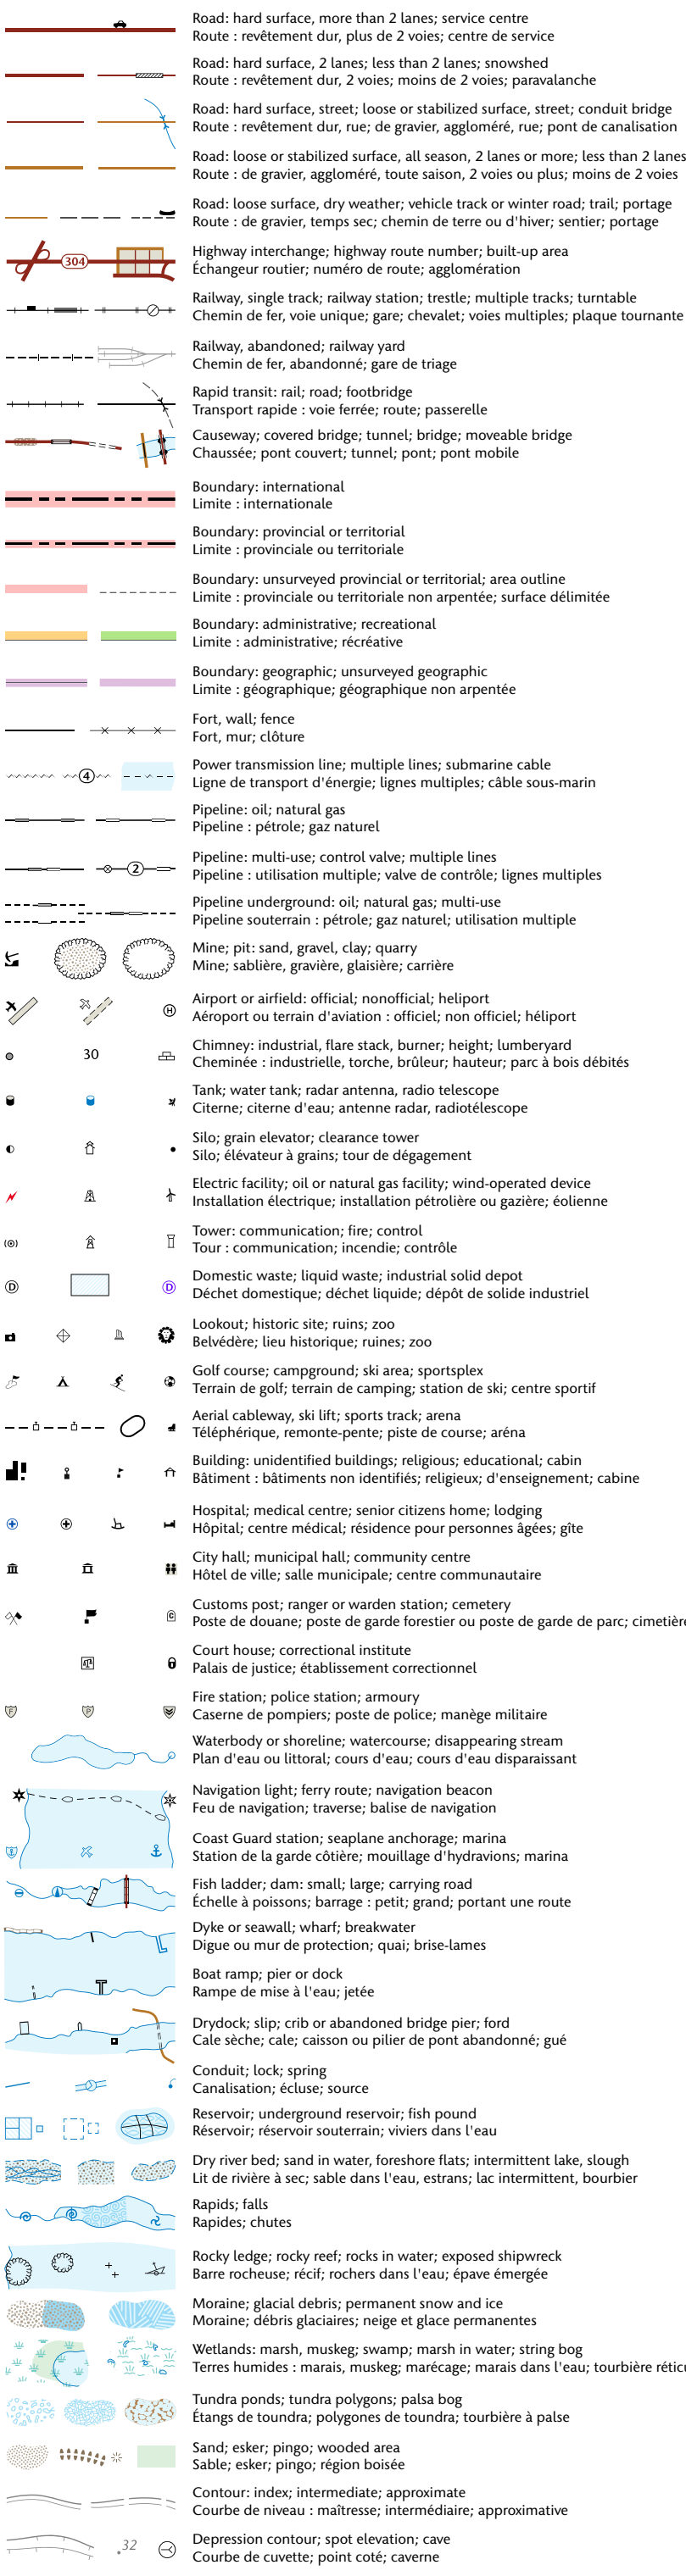 Road: hard surface, more than 2 lanes; service centre
Route : revêtement dur, plus de 2 voies; centre de service
Road: hard surface, 2 lanes; less than 2 lanes; snowshed
Route : revêtement dur, 2 voies; moins de 2 voies; paravalanche
Road: hard surface, street; loose or stabilized surface, street; conduit bridge
Route : revêtement dur, rue; de gravier, aggloméré, rue; pont de canalisation
Road: loose or stabilized surface, all season, 2 lanes or more; less than 2 lanes
Route : de gravier, aggloméré, toute saison, 2 voies ou plus; moins de 2 voies
Road: loose surface, dry weather; vehicle track or winter road; trail; portage
Route : de gravier, temps sec; chemin de terre ou d'hiver; sentier; portage
304
Highway interchange; highway route number; built-up area
Échangeur routier; numéro de route; agglomération
Railway, single track; railway station; trestle; multiple tracks; turntable
Chemin de fer, voie unique; gare; chevalet; voies multiples; plaque tournante
Railway, abandoned; railway yard
Chemin de fer, abandonné; gare de triage
Rapid transit: rail; road; footbridge
Transport rapide : voie ferrée; route; passerelle
Causeway; covered bridge; tunnel; bridge; moveable bridge
Chaussée; pont couvert; tunnel; pont; pont mobile
Boundary: international
Limite : internationale
Boundary: provincial or territorial
Limite : provinciale ou territoriale
Boundary: unsurveyed provincial or territorial; area outline
Limite : provinciale ou territoriale non arpentée; surface délimitée
Boundary: administrative; recreational
Limite : administrative; récréative
Boundary: geographic; unsurveyed geographic
Limite : géographique; géographique non arpentée
Fort, wall; fence
Fort, mur; clôture
4
Power transmission line; multiple lines; submarine cable
Ligne de transport d'énergie; lignes multiples; câble sous-marin
Pipeline: oil; natural gas
Pipeline : pétrole; gaz naturel
2
Pipeline: multi-use; control valve; multiple lines
Pipeline : utilisation multiple; valve de contrôle; lignes multiples
Pipeline underground: oil; natural gas; multi-use
Pipeline souterrain : pétrole; gaz naturel; utilisation multiple
Mine; pit: sand, gravel, clay; quarry
Mine; sablière, gravière, glaisière; carrière
H
Airport or airfield: official; nonofficial; heliport
Aéroport ou terrain d'aviation : officiel; non officiel; héliport
30
Chimney: industrial, flare stack, burner; height; lumberyard
Cheminée : industrielle, torche, brûleur; hauteur; parc à bois débités
Tank; water tank; radar antenna, radio telescope
Citerne; citerne d'eau; antenne radar, radiotélescope
Silo; grain elevator; clearance tower
Silo; élévateur à grains; tour de dégagement
Electric facility; oil or natural gas facility; wind-operated device
Installation électrique; installation pétrolière ou gazière; éolienne
Tower: communication; fire; control
Tour : communication; incendie; contrôle
D D
Domestic waste; liquid waste; industrial solid depot
Déchet domestique; déchet liquide; dépôt de solide industriel
Lookout; historic site; ruins; zoo
Belvédère; lieu historique; ruines; zoo
Golf course; campground; ski area; sportsplex
Terrain de golf; terrain de camping; station de ski; centre sportif
Aerial cableway, ski lift; sports track; arena
Téléphérique, remonte-pente; piste de course; aréna
Building: unidentified buildings; religious; educational; cabin
Bâtiment : bâtiments non identifiés; religieux; d'enseignement; cabine
Hospital; medical centre; senior citizens home; lodging
Hôpital; centre médical; résidence pour personnes âgées; gîte
City hall; municipal hall; community centre
Hôtel de ville; salle municipale; centre communautaire
C
Customs post; ranger or warden station; cemetery
Poste de douane; poste de garde forestier ou poste de garde de parc; cimetière
Court house; correctional institute
Palais de justice; établissement correctionnel
F P
Fire station; police station; armoury
Caserne de pompiers; poste de police; manège militaire
Waterbody or shoreline; watercourse; disappearing stream
Plan d'eau ou littoral; cours d'eau; cours d'eau disparaissant
Navigation light; ferry route; navigation beacon
Feu de navigation; traverse; balise de navigation
Coast Guard station; seaplane anchorage; marina
Station de la garde côtière; mouillage d'hydravions; marina
Fish ladder; dam: small; large; carrying road
Échelle à poissons; barrage : petit; grand; portant une route
Dyke or seawall; wharf; breakwater
Digue ou mur de protection; quai; brise-lames
Boat ramp; pier or dock
Rampe de mise à l'eau; jetée
Drydock; slip; crib or abandoned bridge pier; ford
Cale sèche; cale; caisson ou pilier de pont abandonné; gué
Conduit; lock; spring
Canalisation; écluse; source
Reservoir; underground reservoir; fish pound
Réservoir; réservoir souterrain; viviers dans l'eau
Dry river bed; sand in water, foreshore flats; intermittent lake, slough
Lit de rivière à sec; sable dans l'eau, estrans; lac intermittent, bourbier
Rapids; falls
Rapides; chutes
Rocky ledge; rocky reef; rocks in water; exposed shipwreck
Barre rocheuse; récif; rochers dans l'eau; épave émergée
Moraine; glacial debris; permanent snow and ice
Moraine; débris glaciaires; neige et glace permanentes
Wetlands: marsh, muskeg; swamp; marsh in water; string bog
Terres humides : marais, muskeg; marécage; marais dans l'eau; tourbière réticu
Tundra ponds; tundra polygons; palsa bog
Étangs de toundra; polygones de toundra; tourbière à palse
Sand; esker; pingo; wooded area
Sable; esker; pingo; région boisée
Contour: index; intermediate; approximate
Courbe de niveau : maîtresse; intermédiaire; approximative
.32
Depression contour; spot elevation; cave
Courbe de cuvette; point coté; caverne